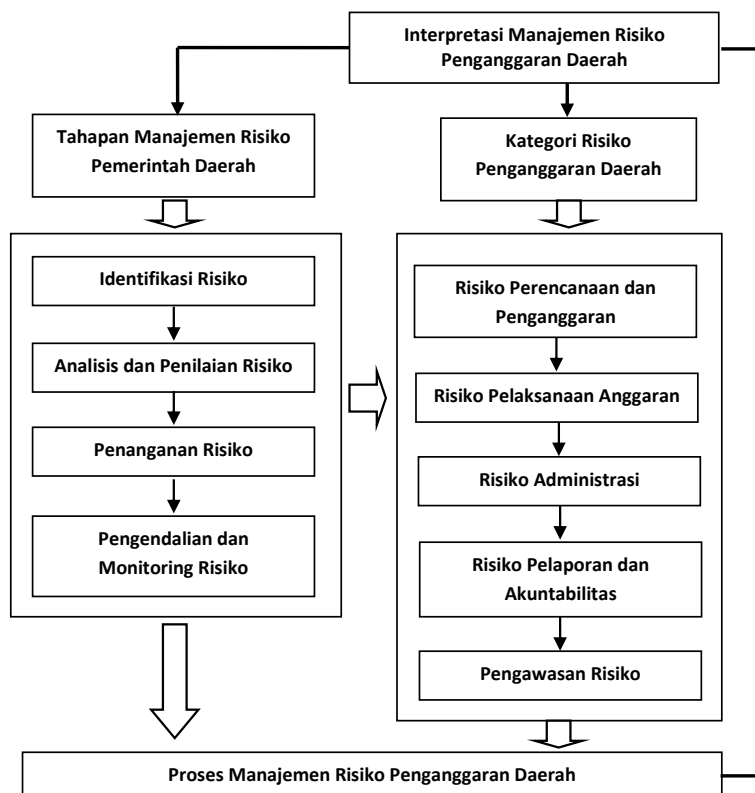 Interpretasi Manajemen Risiko
Penganggaran Daerah
Tahapan Manajemen Risiko
Pemerintah Daerah
Kategori Risiko
Penganggaran Daerah
Identifikasi Risiko
Analisis dan Penilaian Risiko
Penanganan Risiko
Pengendalian dan
Monitoring Risiko
Risiko Perencanaan dan
Penganggaran
Risiko Pelaksanaan Anggaran
Risiko Administrasi
Risiko Pelaporan dan
Akuntabilitas
Pengawasan Risiko
Proses Manajemen Risiko Penganggaran Daerah